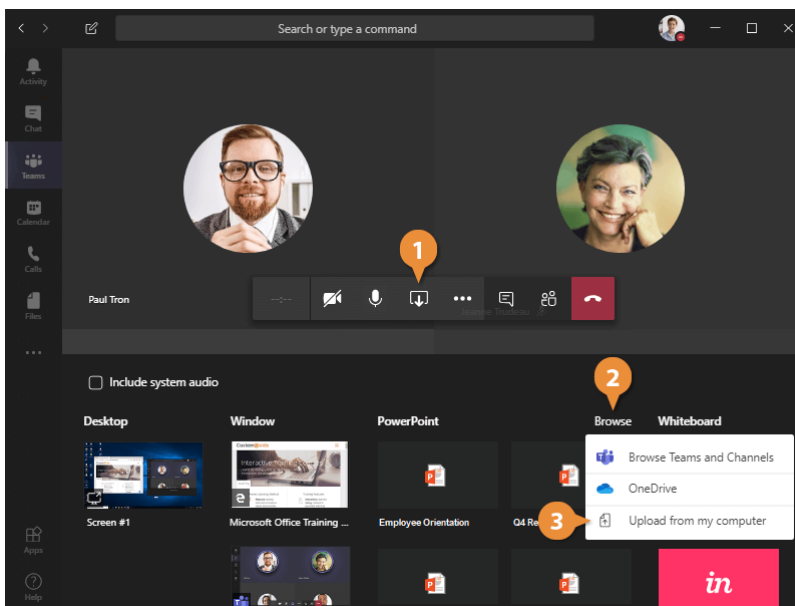 Search or type a command
Activity
Chat
Teams
Calendar
Calls
Files
Apps
Help
1
Paul Tron
--:--
Jeanne Trudeau
Include system audio
2
Desktop
Window
PowerPoint
Browse
Whiteboard
Browse Teams and Channels
OneDrive
3
Upload from my computer
Screen #1
Microsoft Office Training ...
Employee Orientation
Q4 Re
in